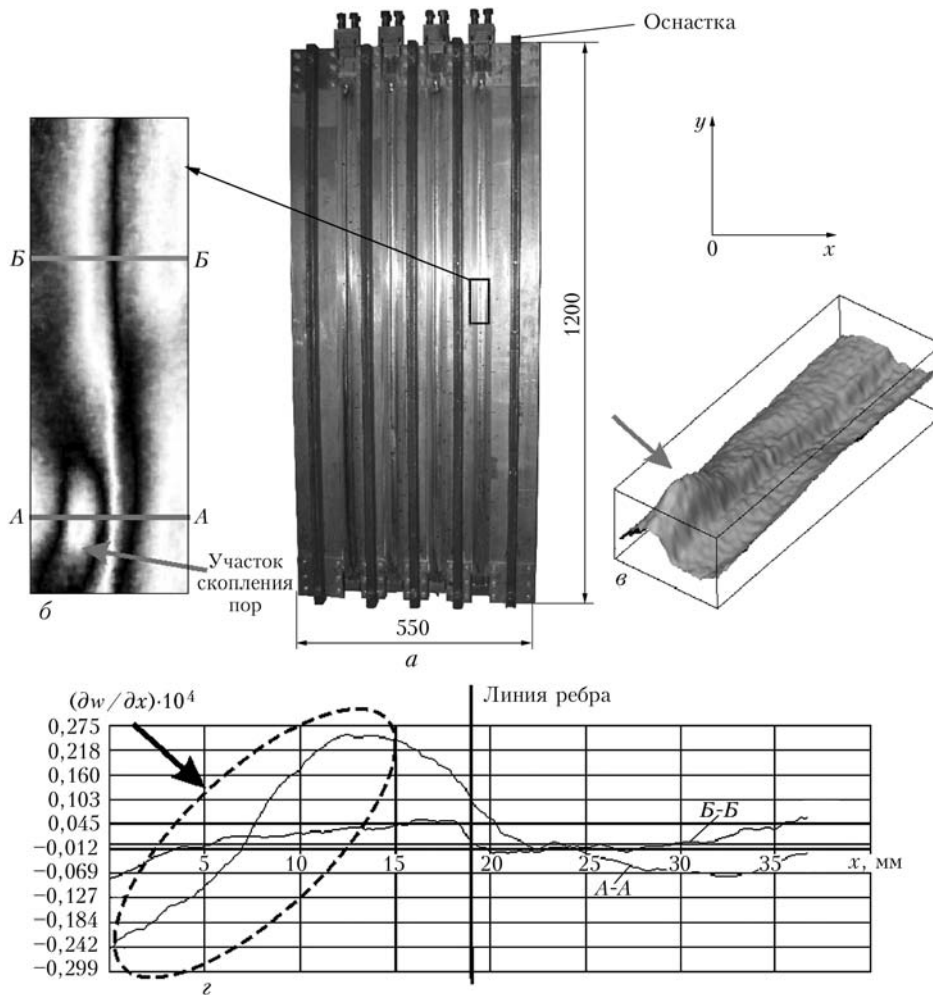 Оснастка
y
0
x
1200
Б
Б
А
А
Участок
скопления
пор
б
550
а
в
(∂w/∂x)·10⁴
Линия ребра
0,275
0,218
0,160
0,103
0,045
−0,012
−0,069
−0,127
−0,184
−0,242
−0,299
Б-Б
А-А
5
10
15
20
25
30
35
x, мм
г